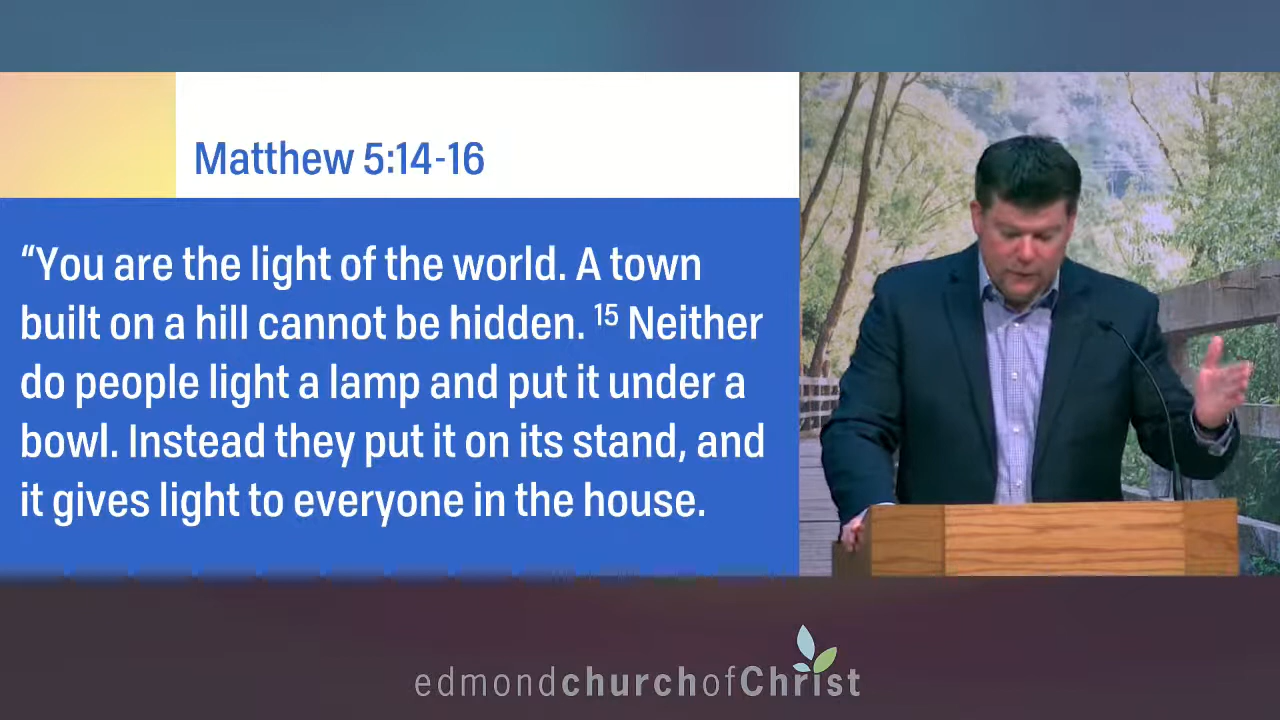 Matthew 5:14-16
“You are the light of the world. A town
built on a hill cannot be hidden. ¹⁵ Neither
do people light a lamp and put it under a
bowl. Instead they put it on its stand, and
it gives light to everyone in the house.
edmondchurchofChrist